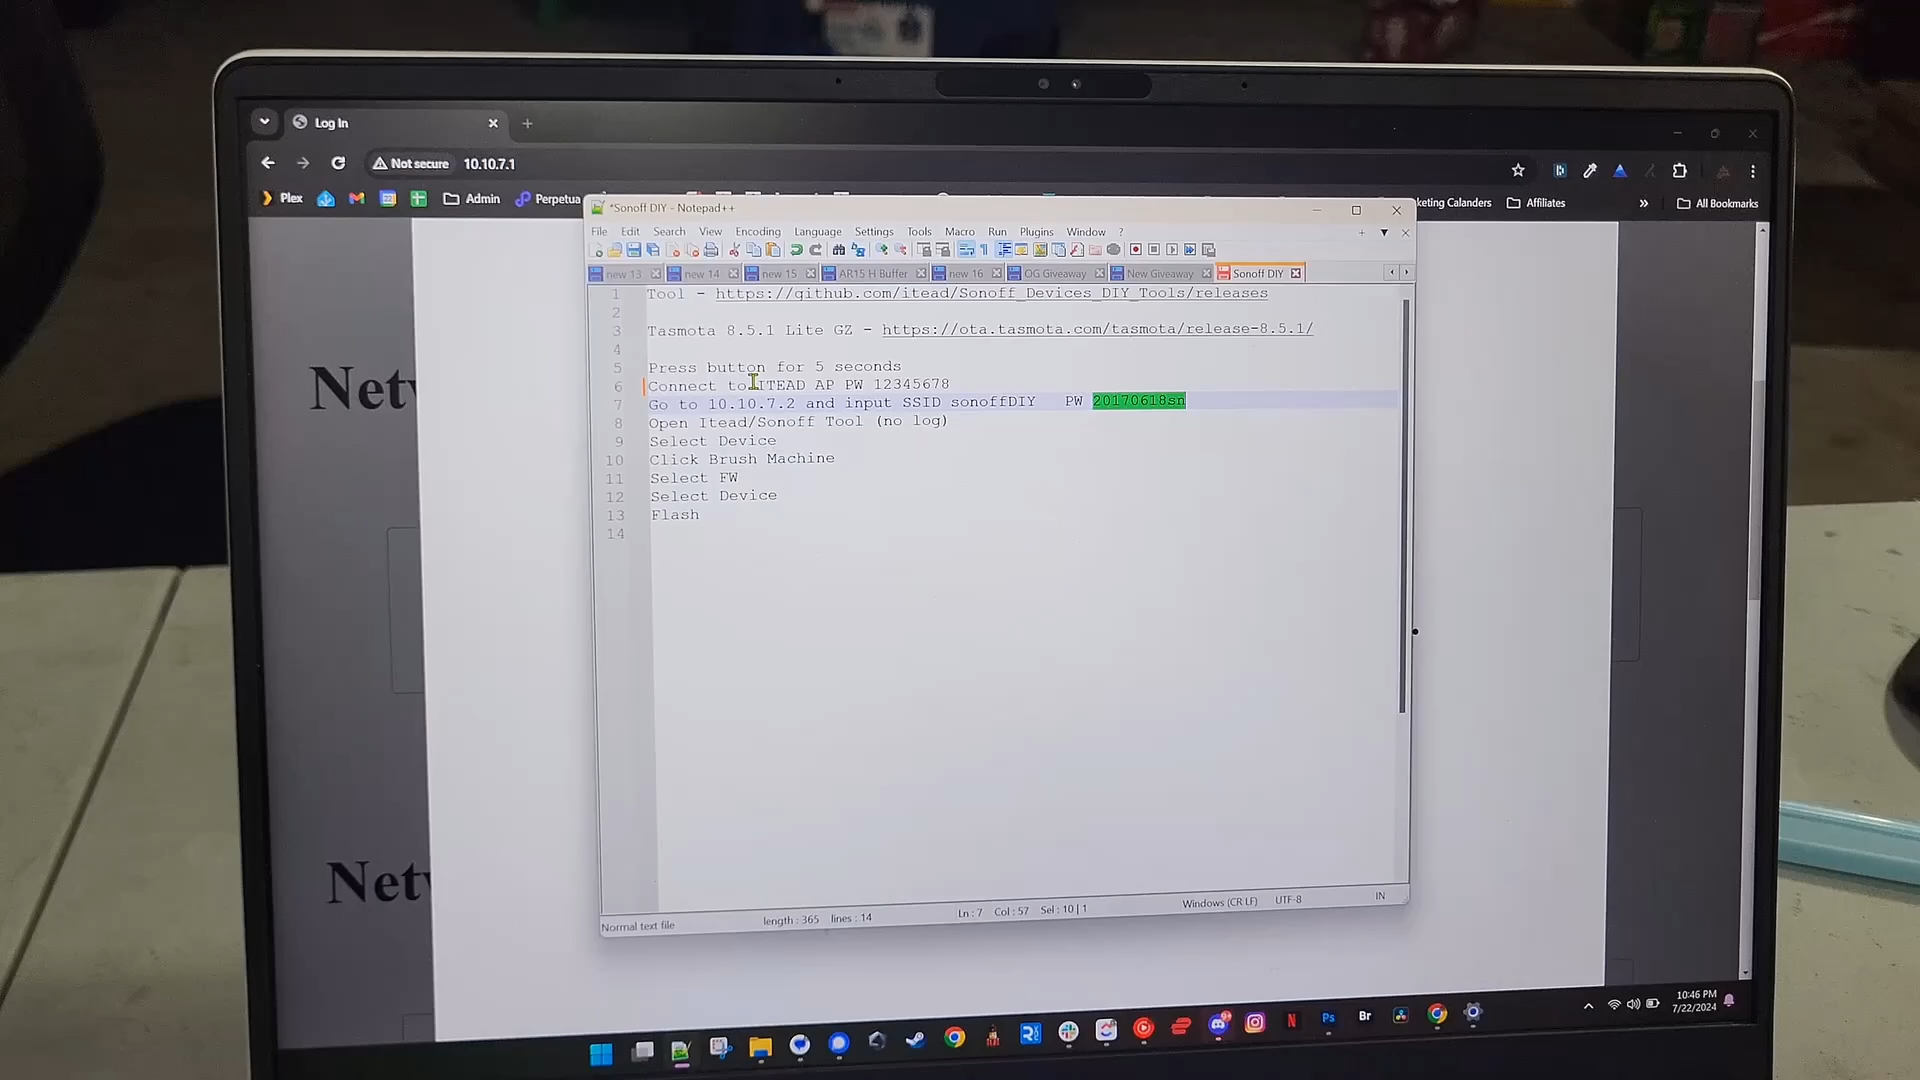 Log In
Not secure 10.10.7.1
Plex Admin Perpetua keting Calanders Affiliates » All Bookmarks
*Sonoff DIY - Notepad++
File Edit Search View Encoding Language Settings Tools Macro Run Plugins Window ?
new 13 new 14 new 15 AR15 H Buffer new 16 OG Giveaway New Giveaway Sonoff DIY
1 Tool - https://github.com/itead/Sonoff_Devices_DIY_Tools/releases
2
3 Tasmota 8.5.1 Lite GZ - https://ota.tasmota.com/tasmota/release-8.5.1/
4
5 Press button for 5 seconds
6 Connect to ITEAD AP PW 12345678
7 Go to 10.10.7.2 and input SSID sonoffDIY PW 20170618sn
8 Open Itead/Sonoff Tool (no log)
9 Select Device
10 Click Brush Machine
11 Select FW
12 Select Device
13 Flash
14
Netw
Netw
Normal text file length : 365 lines : 14 Ln : 7 Col : 57 Sel : 10 | 1 Windows (CR LF) UTF-8 IN
Ps Br
10:46 PM
7/22/2024